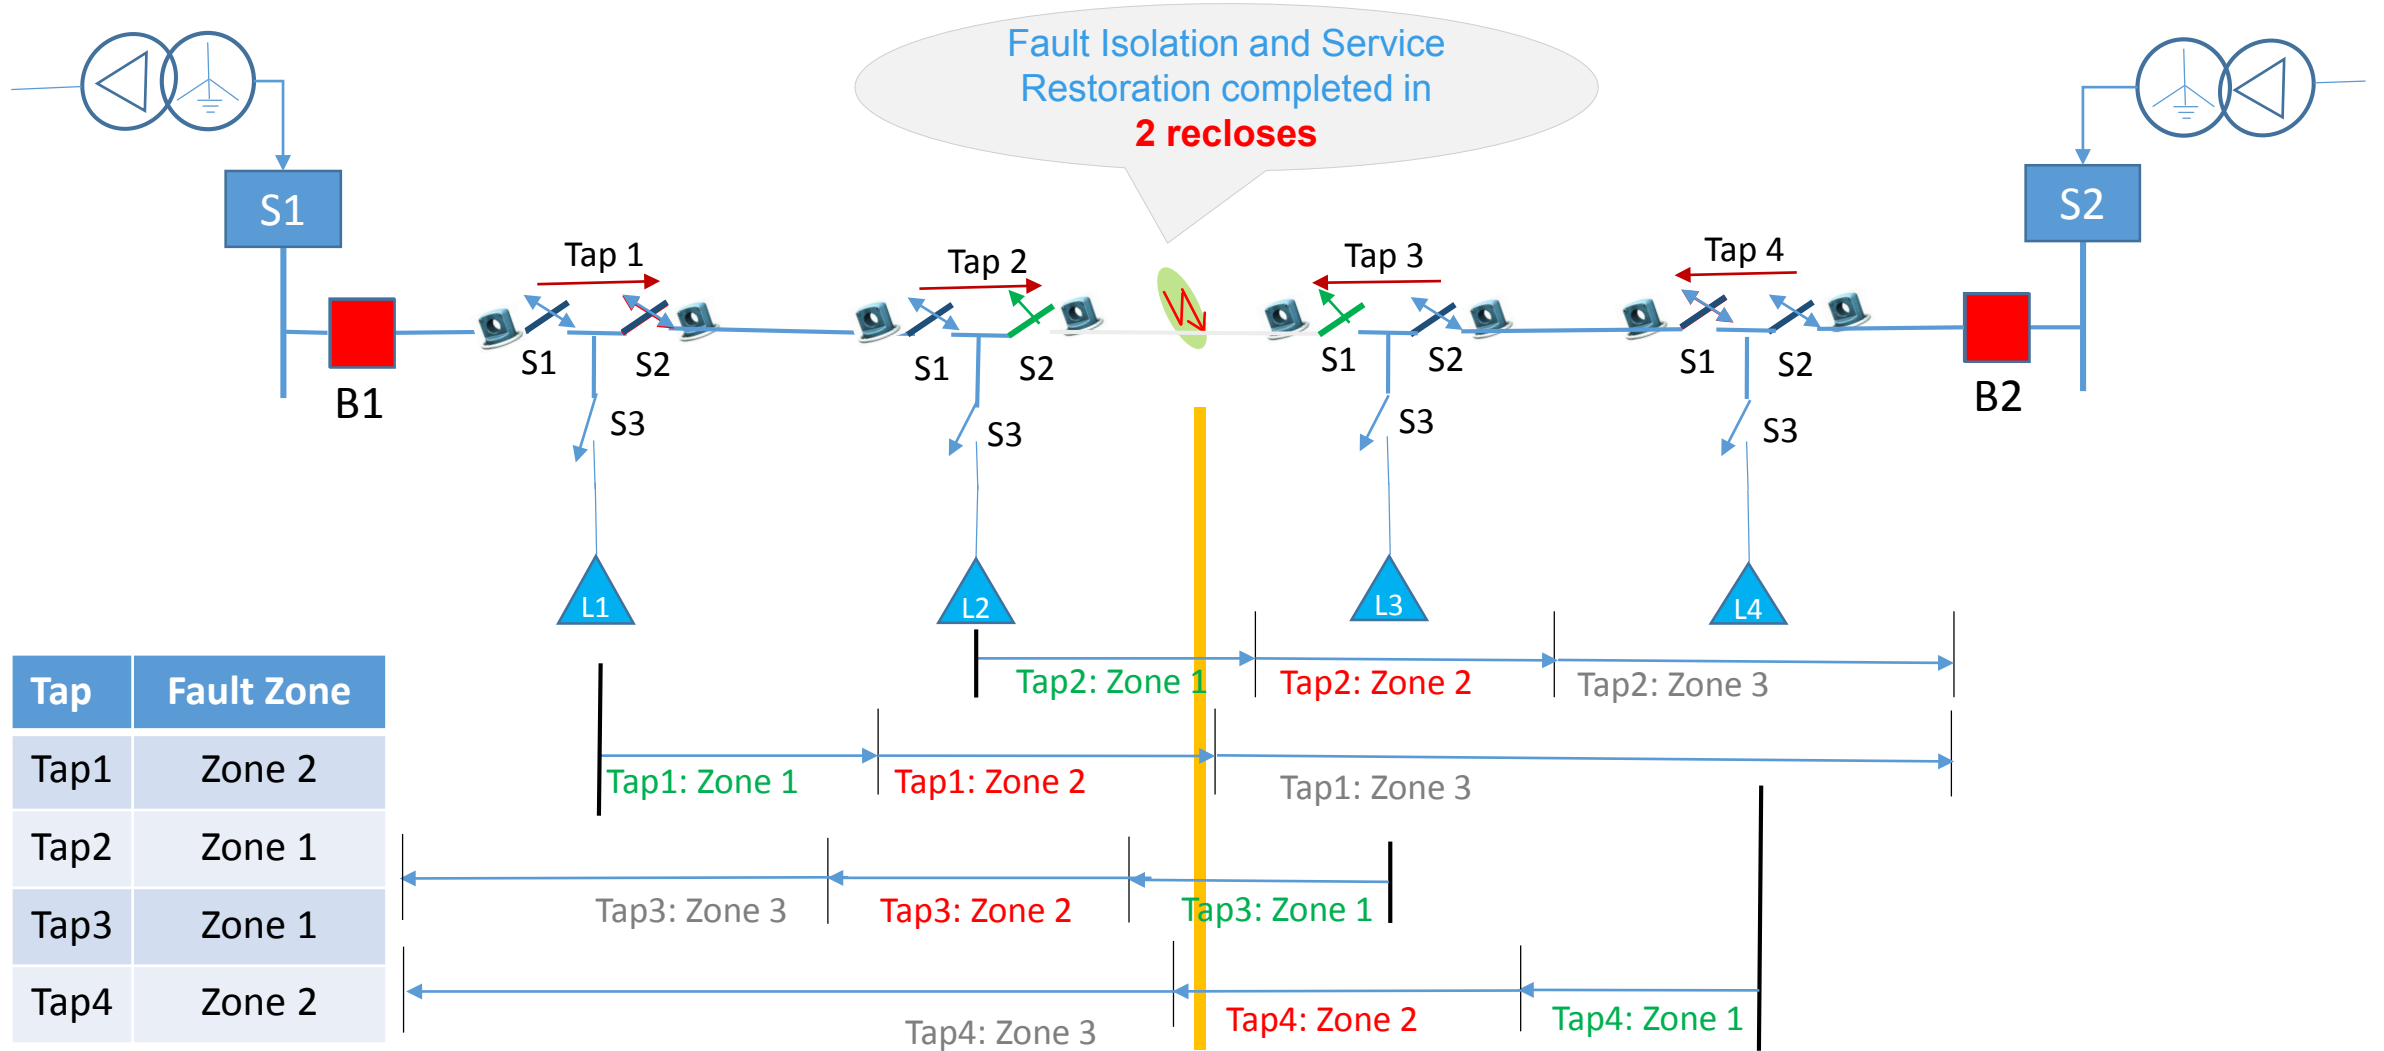 Fault Isolation and Service
Restoration completed in
2 recloses
S1
S2
Tap 1
Tap 2
Tap 3
Tap 4
S1
S2
S1
S2
S1
S2
S1
S2
B1
B2
S3
S3
S3
S3
L1
L2
L3
L4
Tap2: Zone 1
Tap2: Zone 2
Tap2: Zone 3
Tap1: Zone 1
Tap1: Zone 2
Tap1: Zone 3
Tap3: Zone 3
Tap3: Zone 2
Tap3: Zone 1
Tap4: Zone 3
Tap4: Zone 2
Tap4: Zone 1
Tap Fault Zone
Tap1 Zone 2
Tap2 Zone 1
Tap3 Zone 1
Tap4 Zone 2